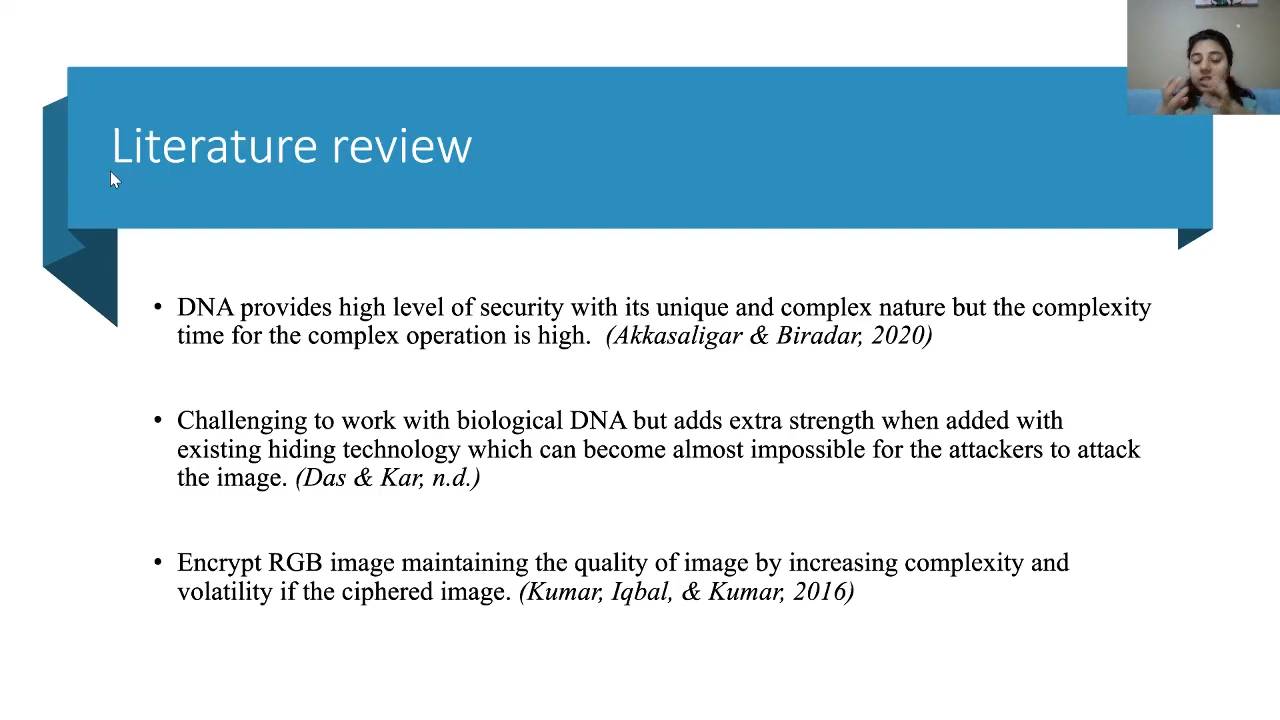 Literature review
• DNA provides high level of security with its unique and complex nature but the complexity
time for the complex operation is high. (Akkasaligar & Biradar, 2020)
• Challenging to work with biological DNA but adds extra strength when added with
existing hiding technology which can become almost impossible for the attackers to attack
the image. (Das & Kar, n.d.)
• Encrypt RGB image maintaining the quality of image by increasing complexity and
volatility if the ciphered image. (Kumar, Iqbal, & Kumar, 2016)